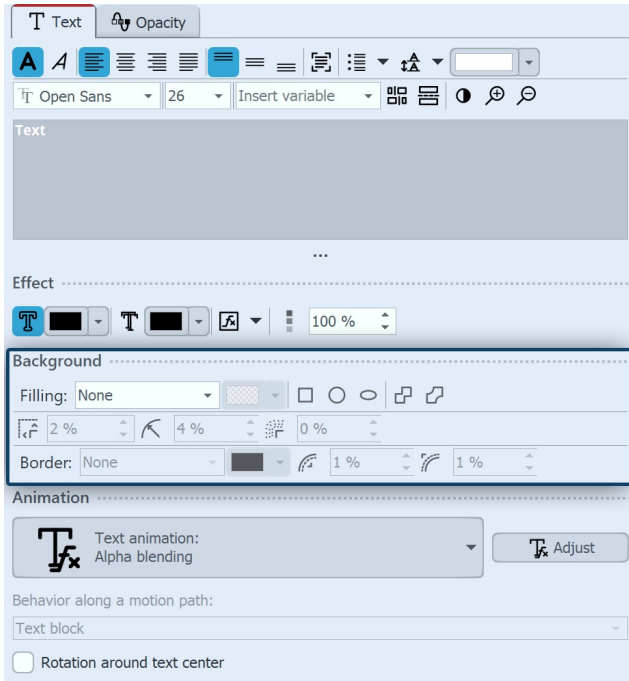 Text Opacity
Open Sans 26 Insert variable
Text
...
Effect
100 %
Background
Filling: None
2 % 4 % 0 %
Border: None 1 % 1 %
Animation
Text animation:
Alpha blending
Adjust
Behavior along a motion path:
Text block
Rotation around text center